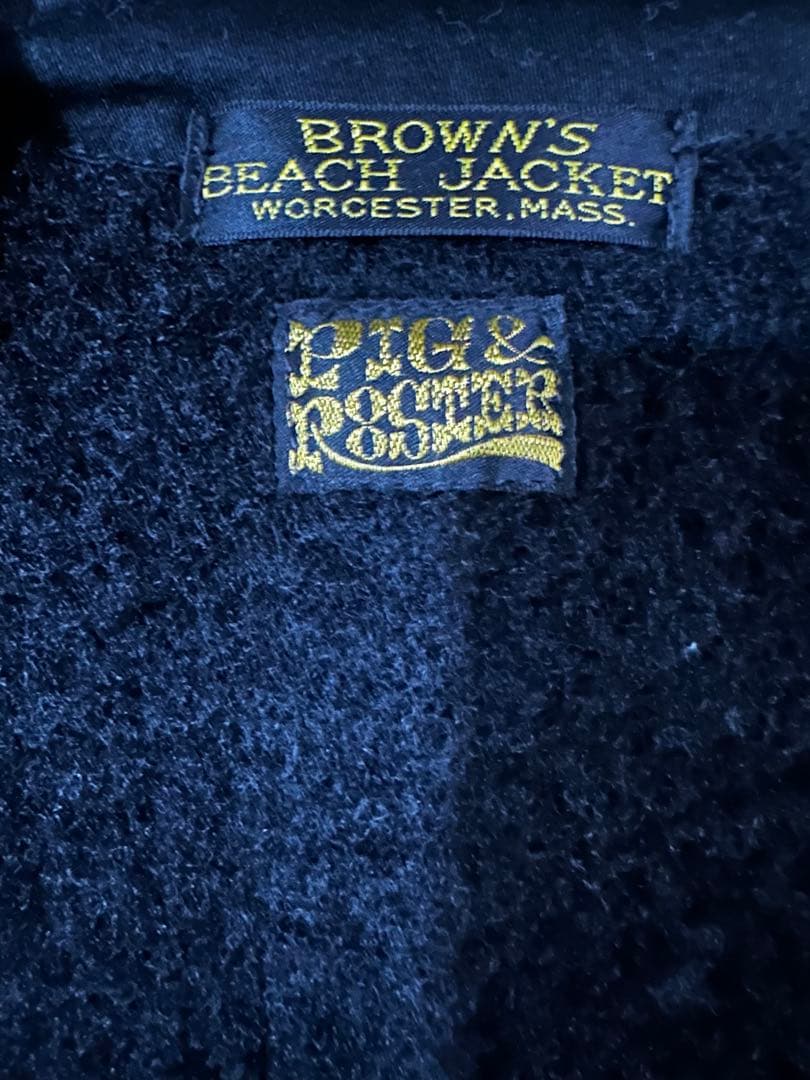 BROWN'S
BEACH JACKET
WORCESTER, MASS.
PIG &
ROOSTER